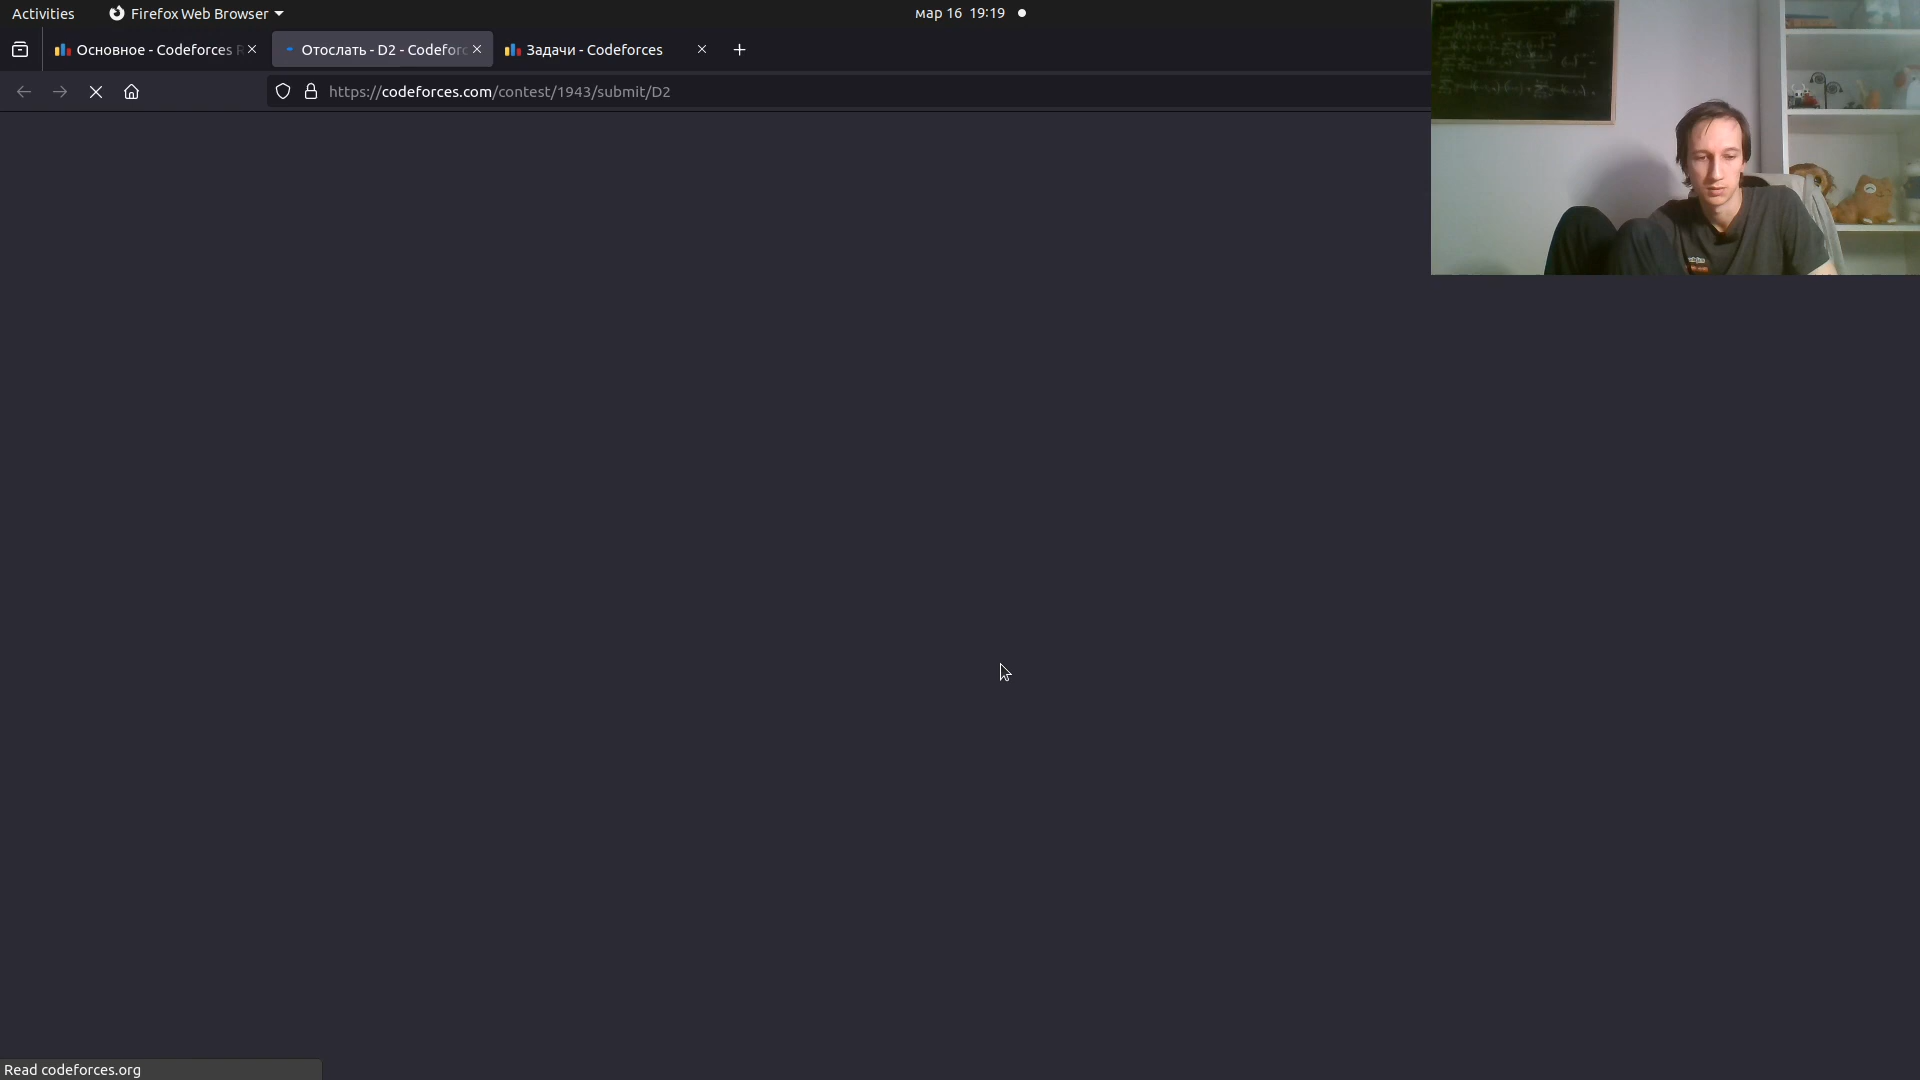 Activities
Firefox Web Browser
мар 16 19:19
Основное - Codeforces
Отослать - D2 - Codeforc
Задачи - Codeforces
https://codeforces.com/contest/1943/submit/D2
Read codeforces.org